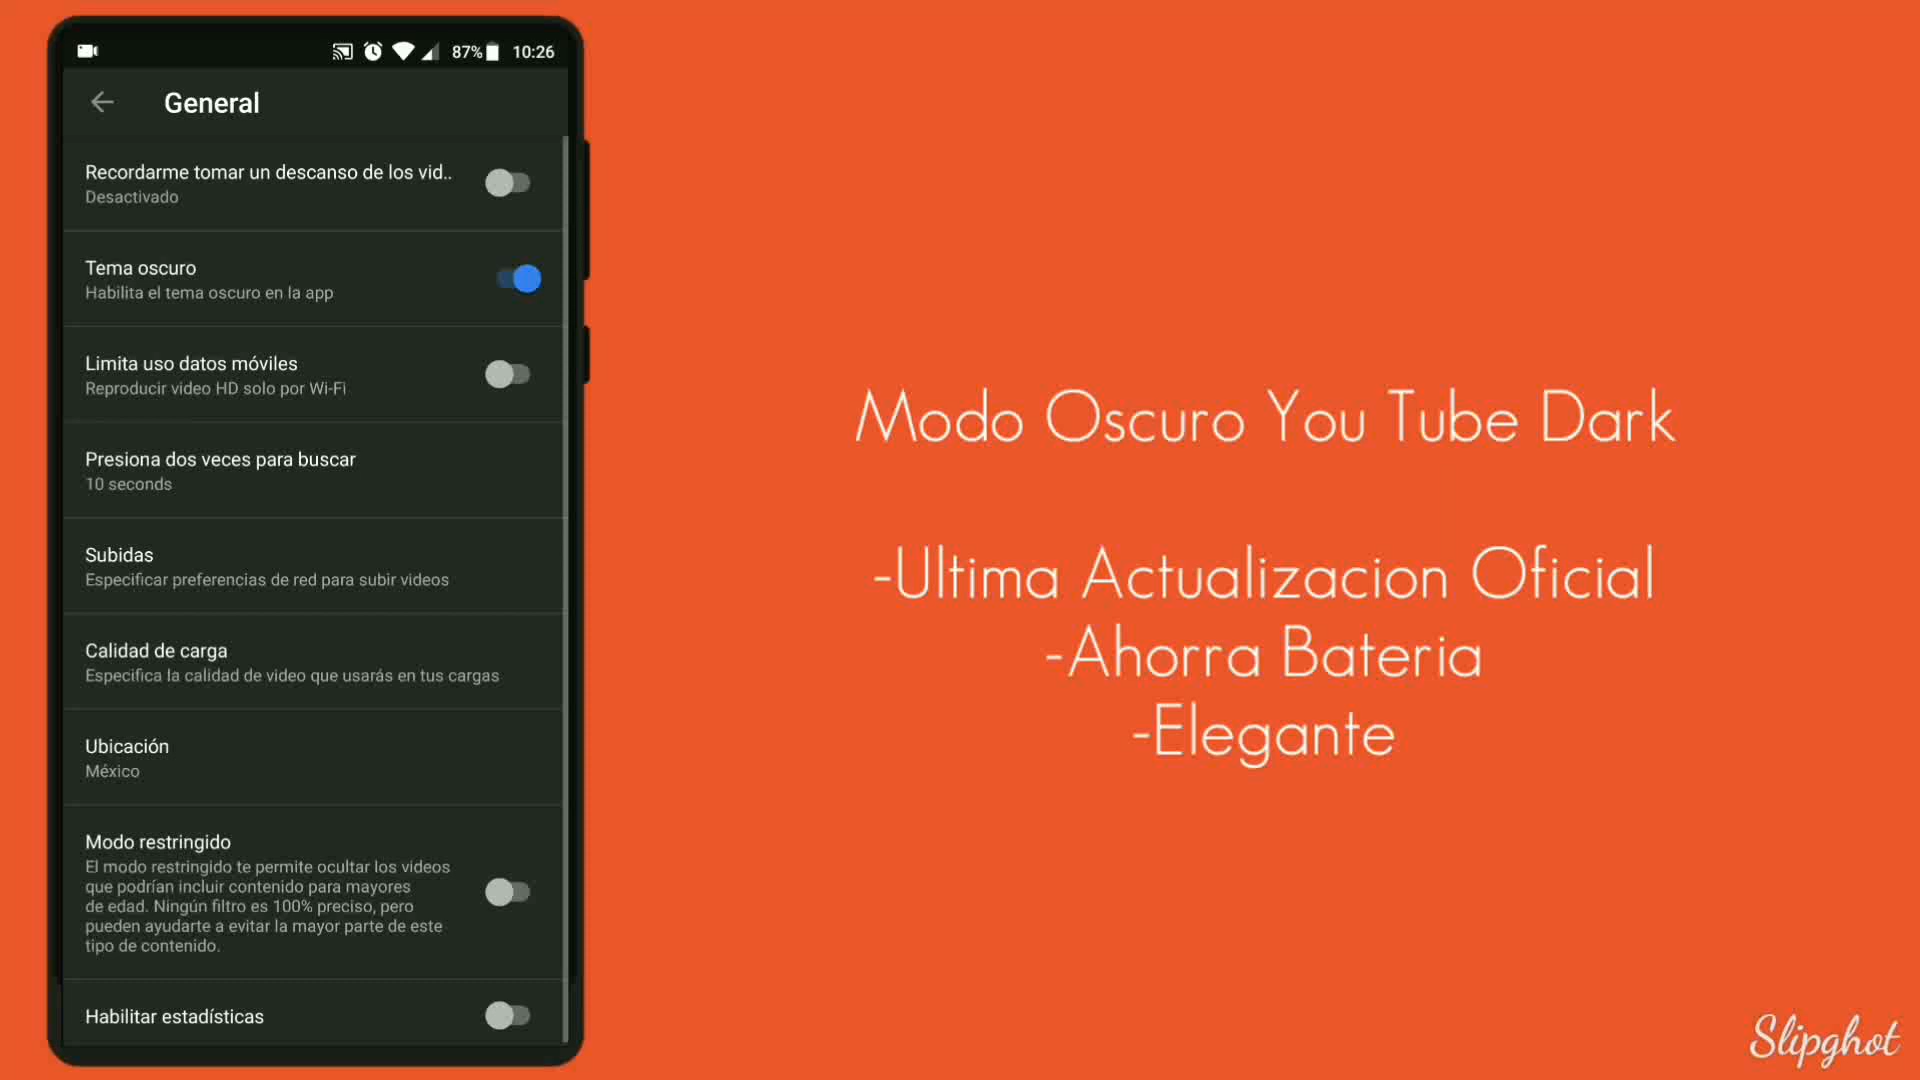 87% 10:26
General
Recordarme tomar un descanso de los vid..
Desactivado
Tema oscuro
Habilita el tema oscuro en la app
Limita uso datos móviles
Reproducir video HD solo por Wi-Fi
Presiona dos veces para buscar
10 seconds
Subidas
Especificar preferencias de red para subir videos
Calidad de carga
Especifica la calidad de video que usarás en tus cargas
Ubicación
México
Modo restringido
El modo restringido te permite ocultar los videos
que podrían incluir contenido para mayores
de edad. Ningún filtro es 100% preciso, pero
pueden ayudarte a evitar la mayor parte de este
tipo de contenido.
Habilitar estadísticas
Modo Oscuro You Tube Dark
-Ultima Actualizacion Oficial
-Ahorra Bateria
-Elegante
Slipghot